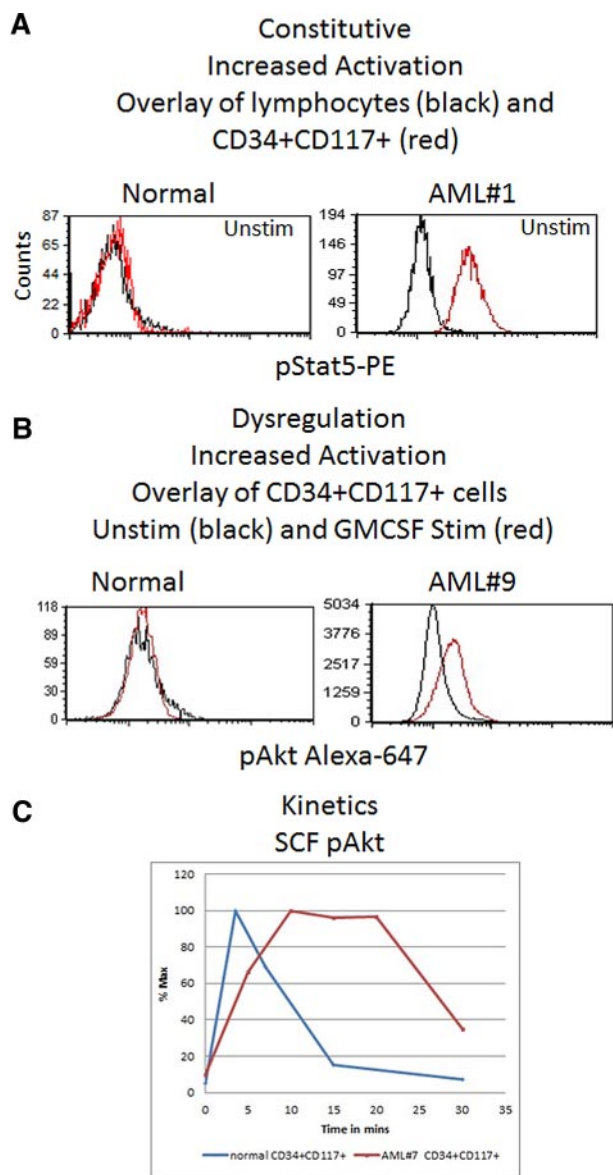 A
Constitutive
Increased Activation
Overlay of lymphocytes (black) and
CD34+CD117+ (red)
Normal
AML#1
Counts
87
65
44
22
0
Unstim
194
146
97
49
0
Unstim
pStat5-PE
B
Dysregulation
Increased Activation
Overlay of CD34+CD117+ cells
Unstim (black) and GMCSF Stim (red)
Normal
AML#9
118
89
59
30
0
5034
3776
2517
1259
0
pAkt Alexa-647
C
Kinetics
SCF pAkt
% Max
120
100
80
60
40
20
0
0 5 10 15 20 25 30 35
Time in mins
normal CD34+CD117+ AML#7 CD34+CD117+